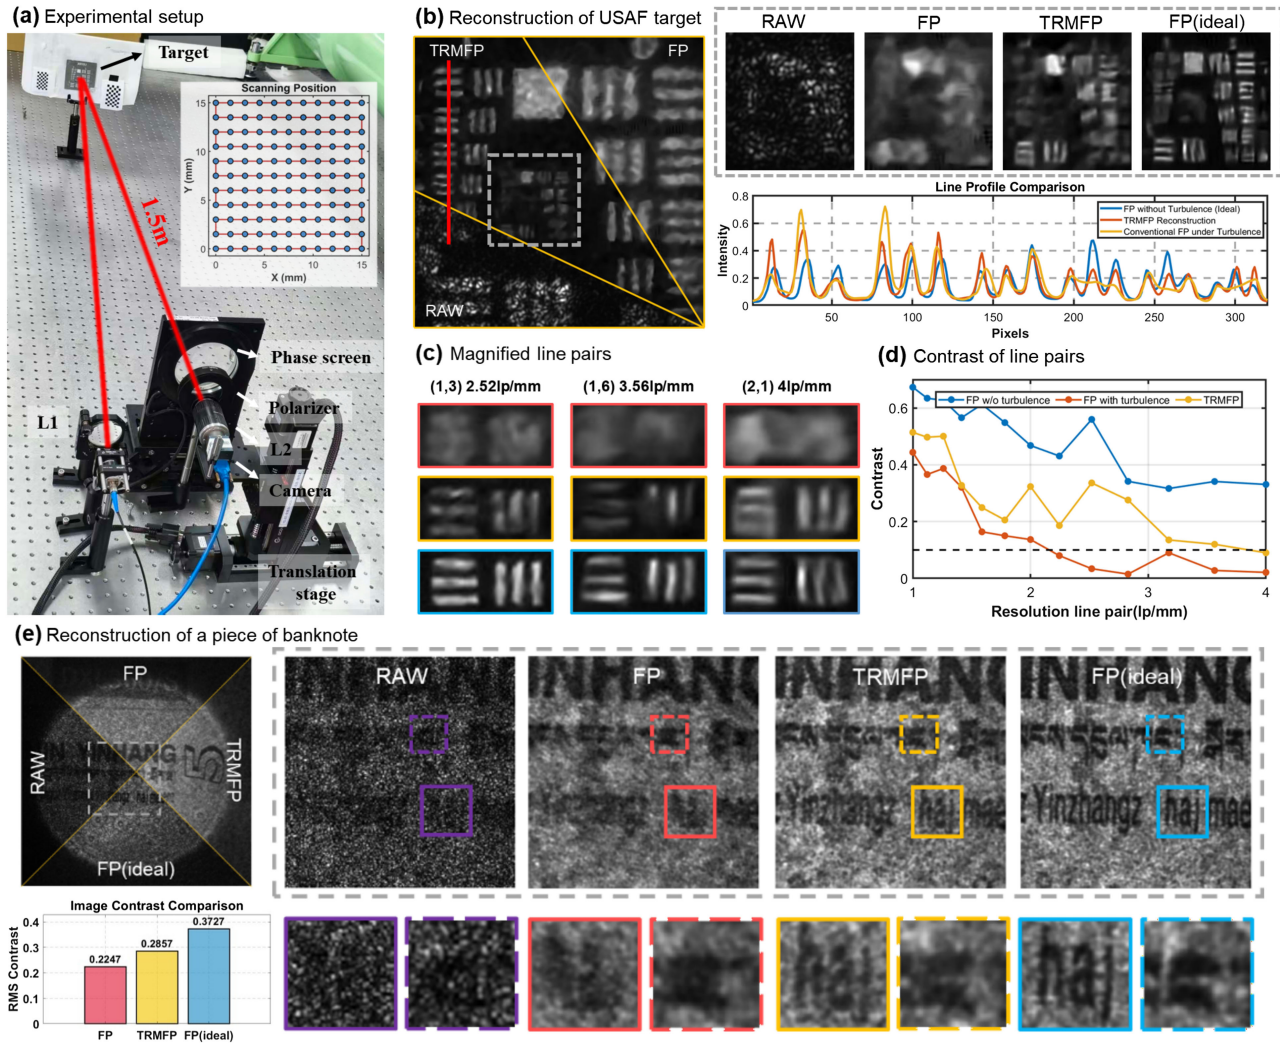 (a) Experimental setup
Target
Scanning Position
15
10
5
0
Y (mm)
0
5
10
15
X (mm)
1.5m
Phase screen
Polarizer
L1
L2
Camera
Translation
stage
(b) Reconstruction of USAF target
TRMFP
FP
RAW
RAW
FP
TRMFP
FP(ideal)
Line Profile Comparison
0.8
0.6
0.4
0.2
0
Intensity
FP without Turbulence (Ideal)
TRMFP Reconstruction
Conventional FP under Turbulence
50
100
150
200
250
300
Pixels
(c) Magnified line pairs
(1,3) 2.52lp/mm
(1,6) 3.56lp/mm
(2,1) 4lp/mm
(d) Contrast of line pairs
FP w/o turbulence
FP with turbulence
TRMFP
0.6
0.4
0.2
0
Contrast
1
2
3
4
Resolution line pair(lp/mm)
(e) Reconstruction of a piece of banknote
FP
RAW
TRMFP
FP(ideal)
YINHANG
5
RAW
FP
TRMFP
FP(ideal)
Yinzhangz
haj
Yinzhangz
haj
Image Contrast Comparison
0.4
0.3
0.2
0.1
0
RMS Contrast
0.2247
0.2857
0.3727
FP
TRMFP
FP(ideal)